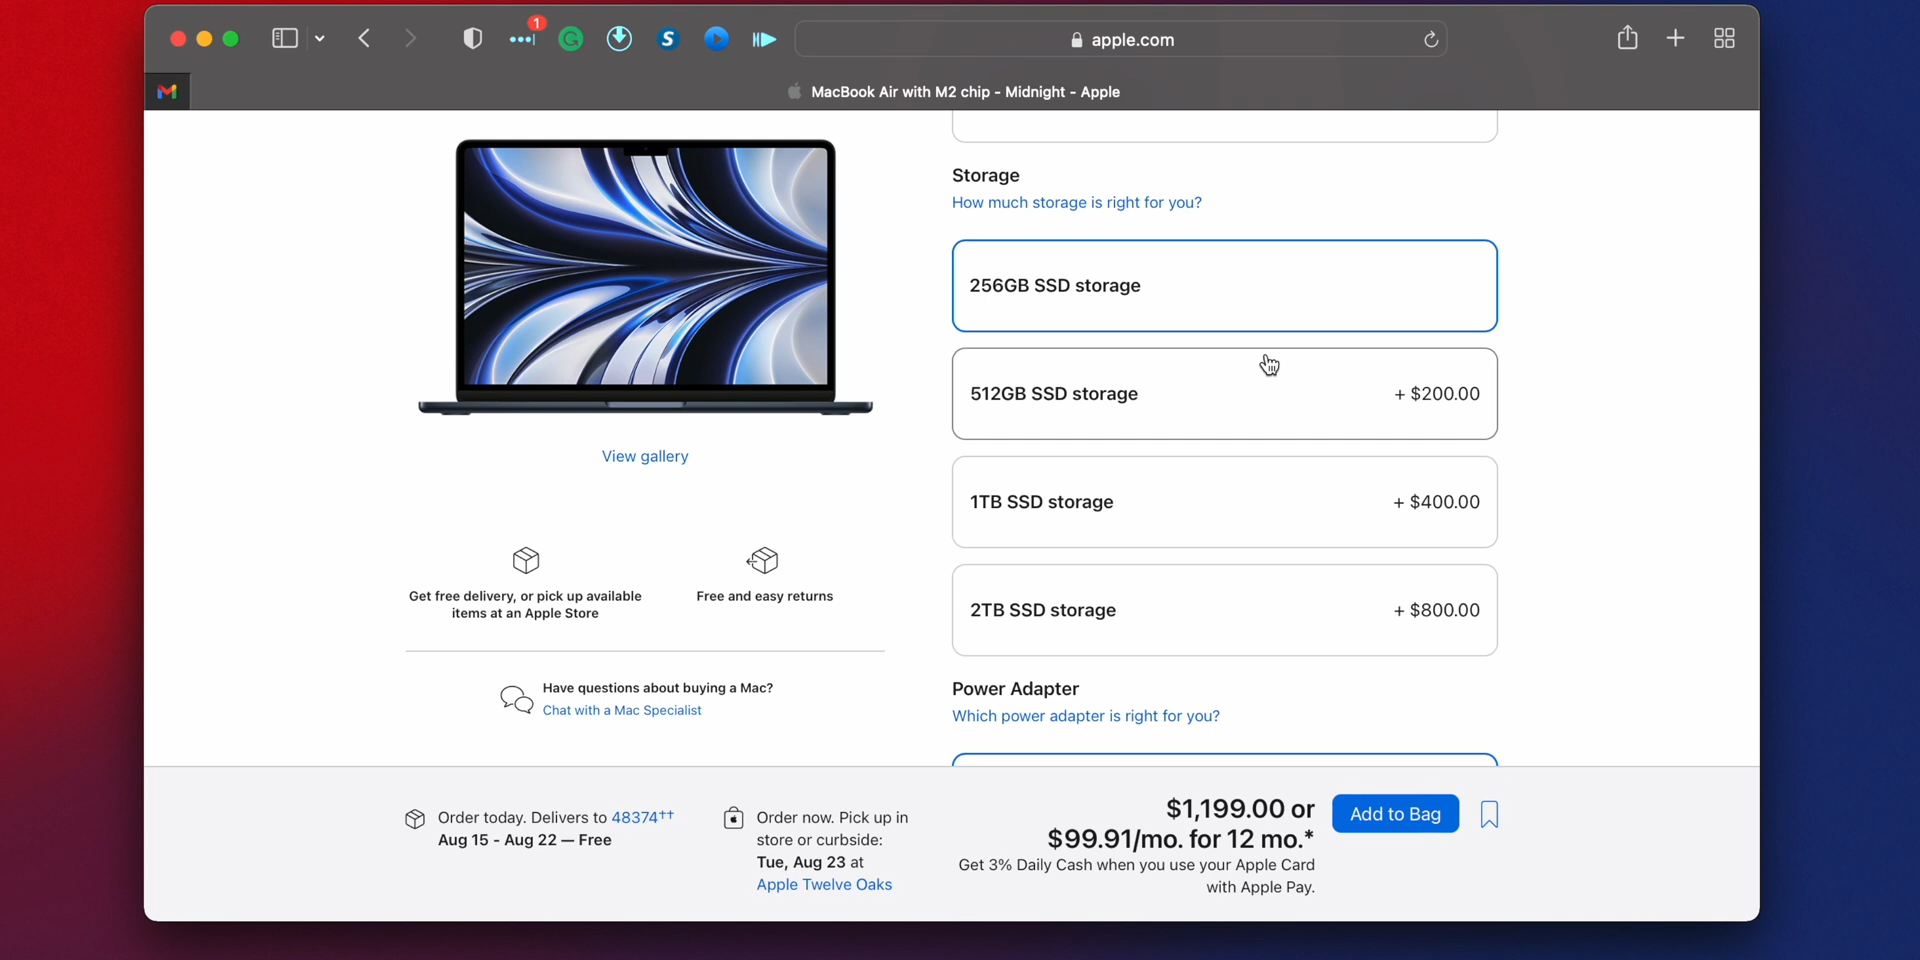 1
apple.com
MacBook Air with M2 chip - Midnight - Apple
View gallery
Get free delivery, or pick up available
items at an Apple Store
Free and easy returns
Have questions about buying a Mac?
Chat with a Mac Specialist
Storage
How much storage is right for you?
256GB SSD storage
512GB SSD storage + $200.00
1TB SSD storage + $400.00
2TB SSD storage + $800.00
Power Adapter
Which power adapter is right for you?
Order today. Delivers to 48374††
Aug 15 - Aug 22 — Free
Order now. Pick up in
store or curbside:
Tue, Aug 23 at
Apple Twelve Oaks
$1,199.00 or
$99.91/mo. for 12 mo.*
Get 3% Daily Cash when you use your Apple Card
with Apple Pay.
Add to Bag